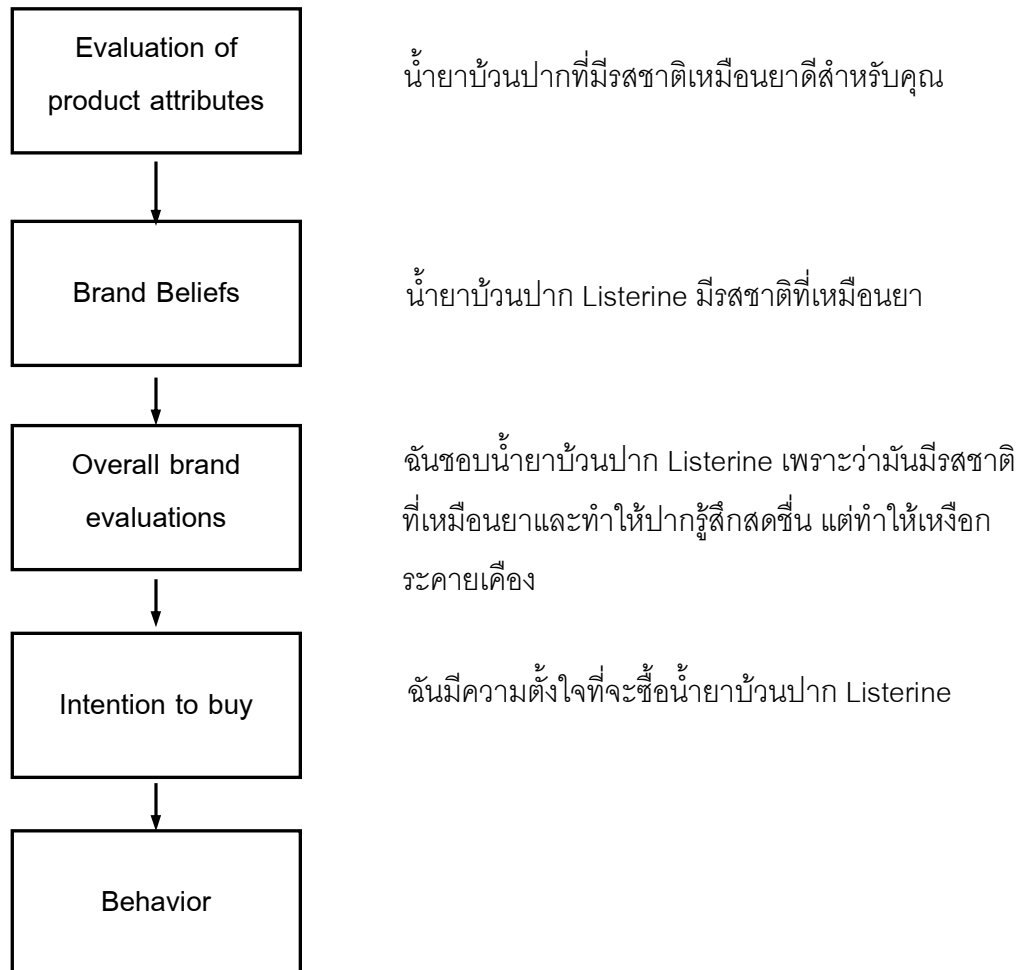 Evaluation of
product attributes
น้ำยาบ้วนปากที่มีรสชาติเหมือนยาดีสำหรับคุณ
Brand Beliefs
น้ำยาบ้วนปาก Listerine มีรสชาติที่เหมือนยา
Overall brand
evaluations
ฉันชอบน้ำยาบ้วนปาก Listerine เพราะว่ามันมีรสชาติ
ที่เหมือนยาและทำให้ปากรู้สึกสดชื่น แต่ทำให้เหงือก
ระคายเคือง
Intention to buy
ฉันมีความตั้งใจที่จะซื้อน้ำยาบ้วนปาก Listerine
Behavior